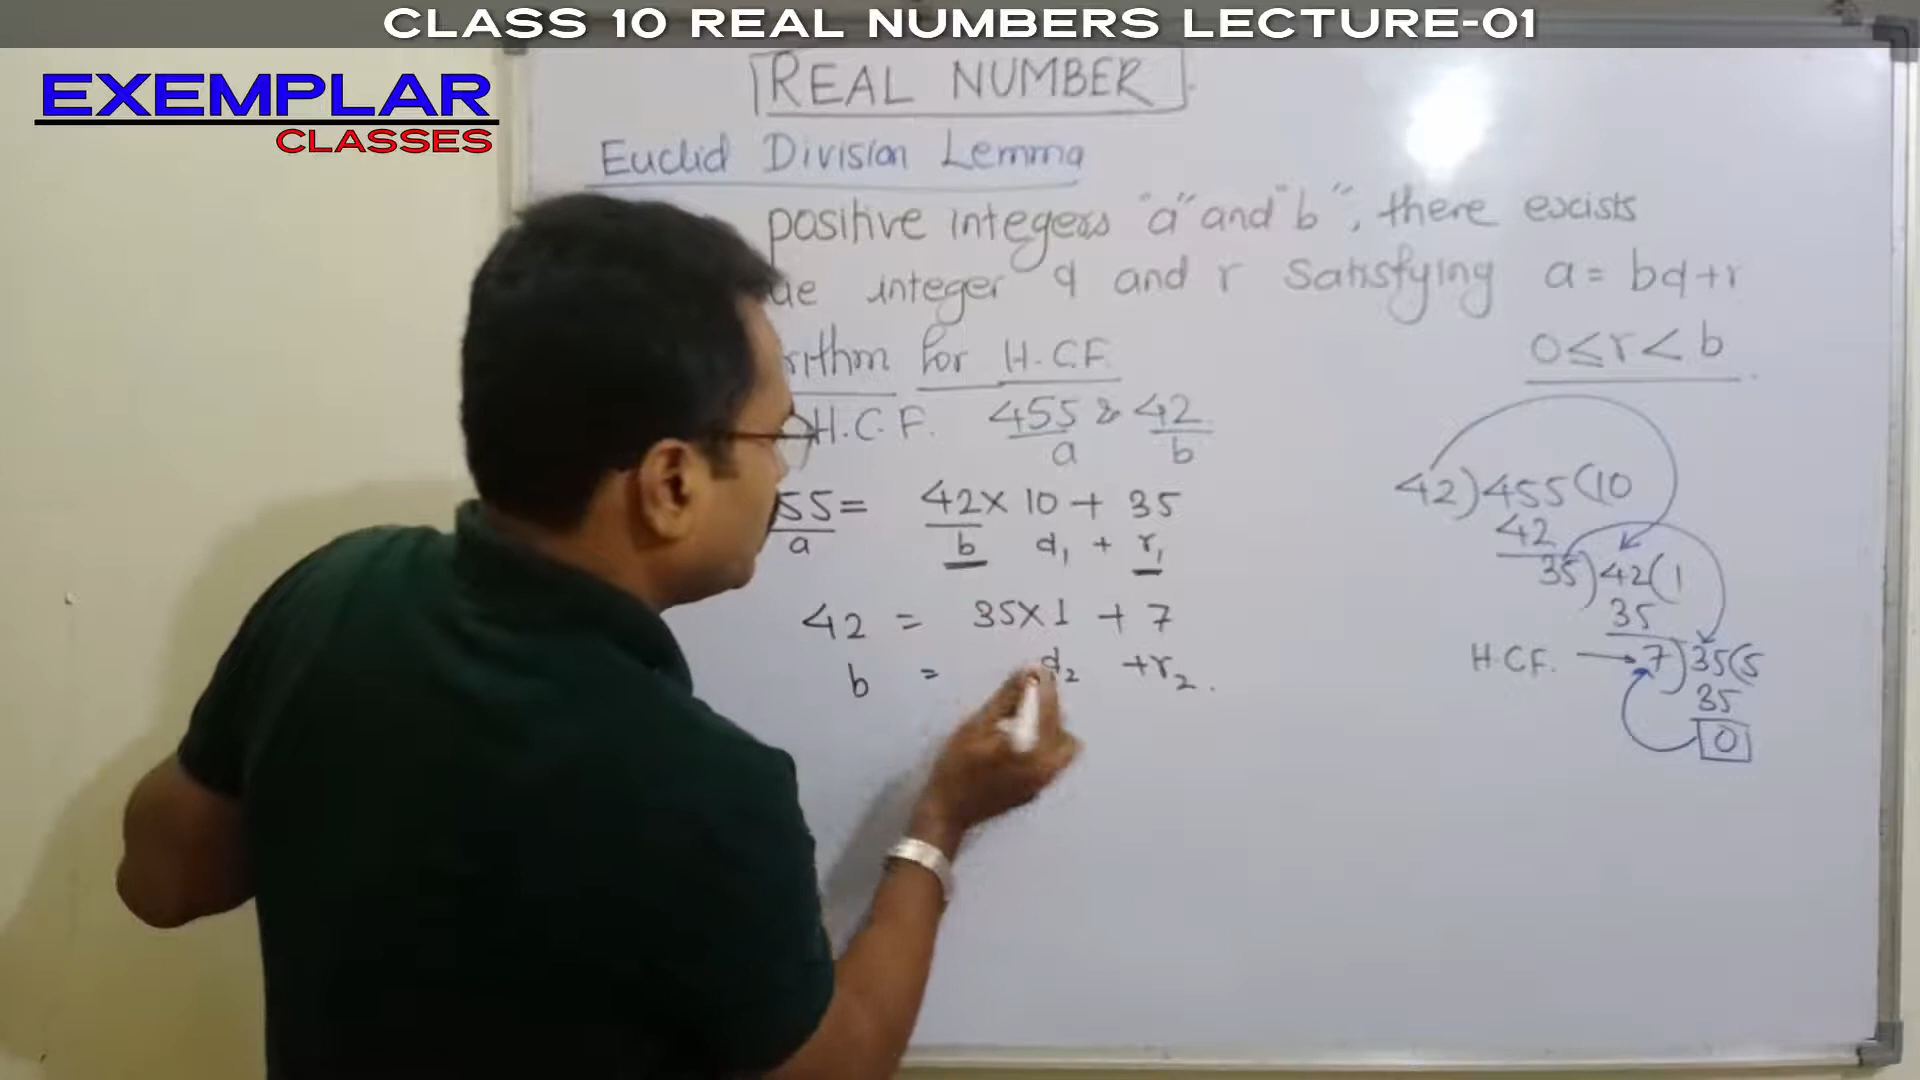 CLASS 10 REAL NUMBERS LECTURE-01
EXEMPLAR
CLASSES
REAL NUMBER
Euclid Division Lemma
positive integers "a" and "b", there excists
integer q and r satisfying a = bq+r
0≤r<b
for H.C.F.
H.C.F. 455 & 42
a b
55 = 42 x 10 + 35
a b q₁ + r₁
42 = 35 x 1 + 7
b = q₂ + r₂.
42)455(10
42
35)42(1
35
H.C.F. → 7)35(5
35
0